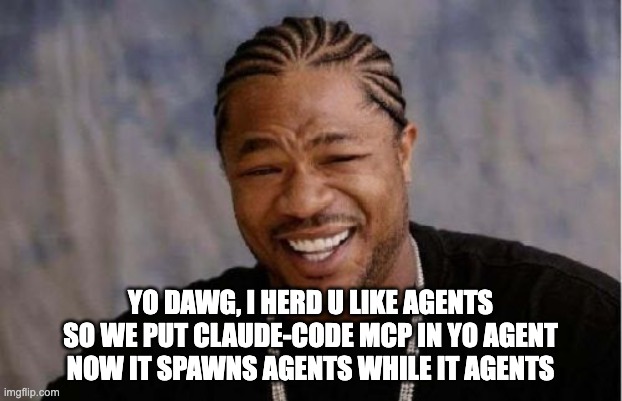 YO DAWG, I HERD U LIKE AGENTS
SO WE PUT CLAUDE-CODE MCP IN YO AGENT
NOW IT SPAWNS AGENTS WHILE IT AGENTS
imgflip.com